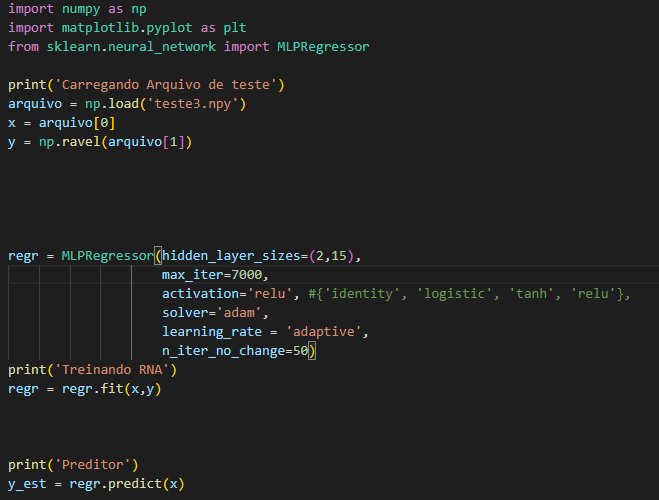 import numpy as np
import matplotlib.pyplot as plt
from sklearn.neural_network import MLPRegressor
print('Carregando Arquivo de teste')
arquivo = np.load('teste3.npy')
x = arquivo[0]
y = np.ravel(arquivo[1])
regr = MLPRegressor(hidden_layer_sizes=(2,15),
max_iter=7000,
activation='relu', #{'identity', 'logistic', 'tanh', 'relu'},
solver='adam',
learning_rate = 'adaptive',
n_iter_no_change=50)
print('Treinando RNA')
regr = regr.fit(x,y)
print('Preditor')
y_est = regr.predict(x)